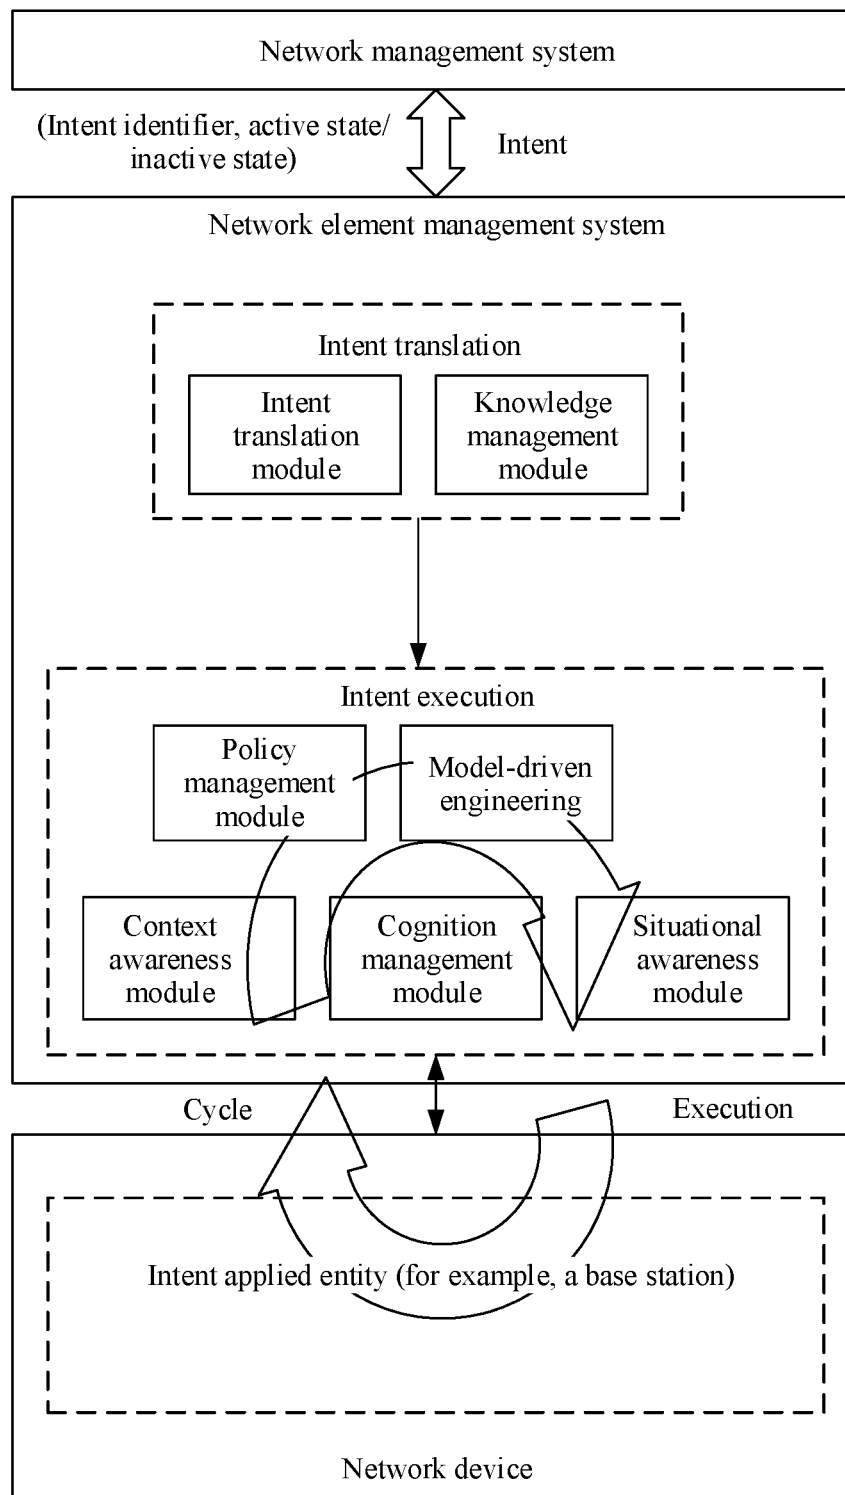 Network management system
(Intent identifier, active state/
inactive state)
Intent
Network element management system
Intent translation
Intent
translation
module
Knowledge
management
module
Intent execution
Policy
management
module
Model-driven
engineering
Context
awareness
module
Cognition
management
module
Situational
awareness
module
Cycle
Execution
Intent applied entity (for example, a base station)
Network device